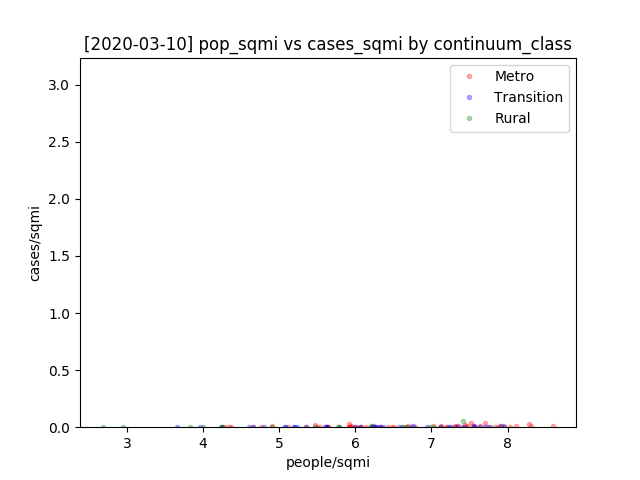 [2020-03-10] pop_sqmi vs cases_sqmi by continuum_class
Metro
Transition
Rural
3.0
2.5
2.0
1.5
1.0
0.5
0.0
cases/sqmi
3 4 5 6 7 8
people/sqmi